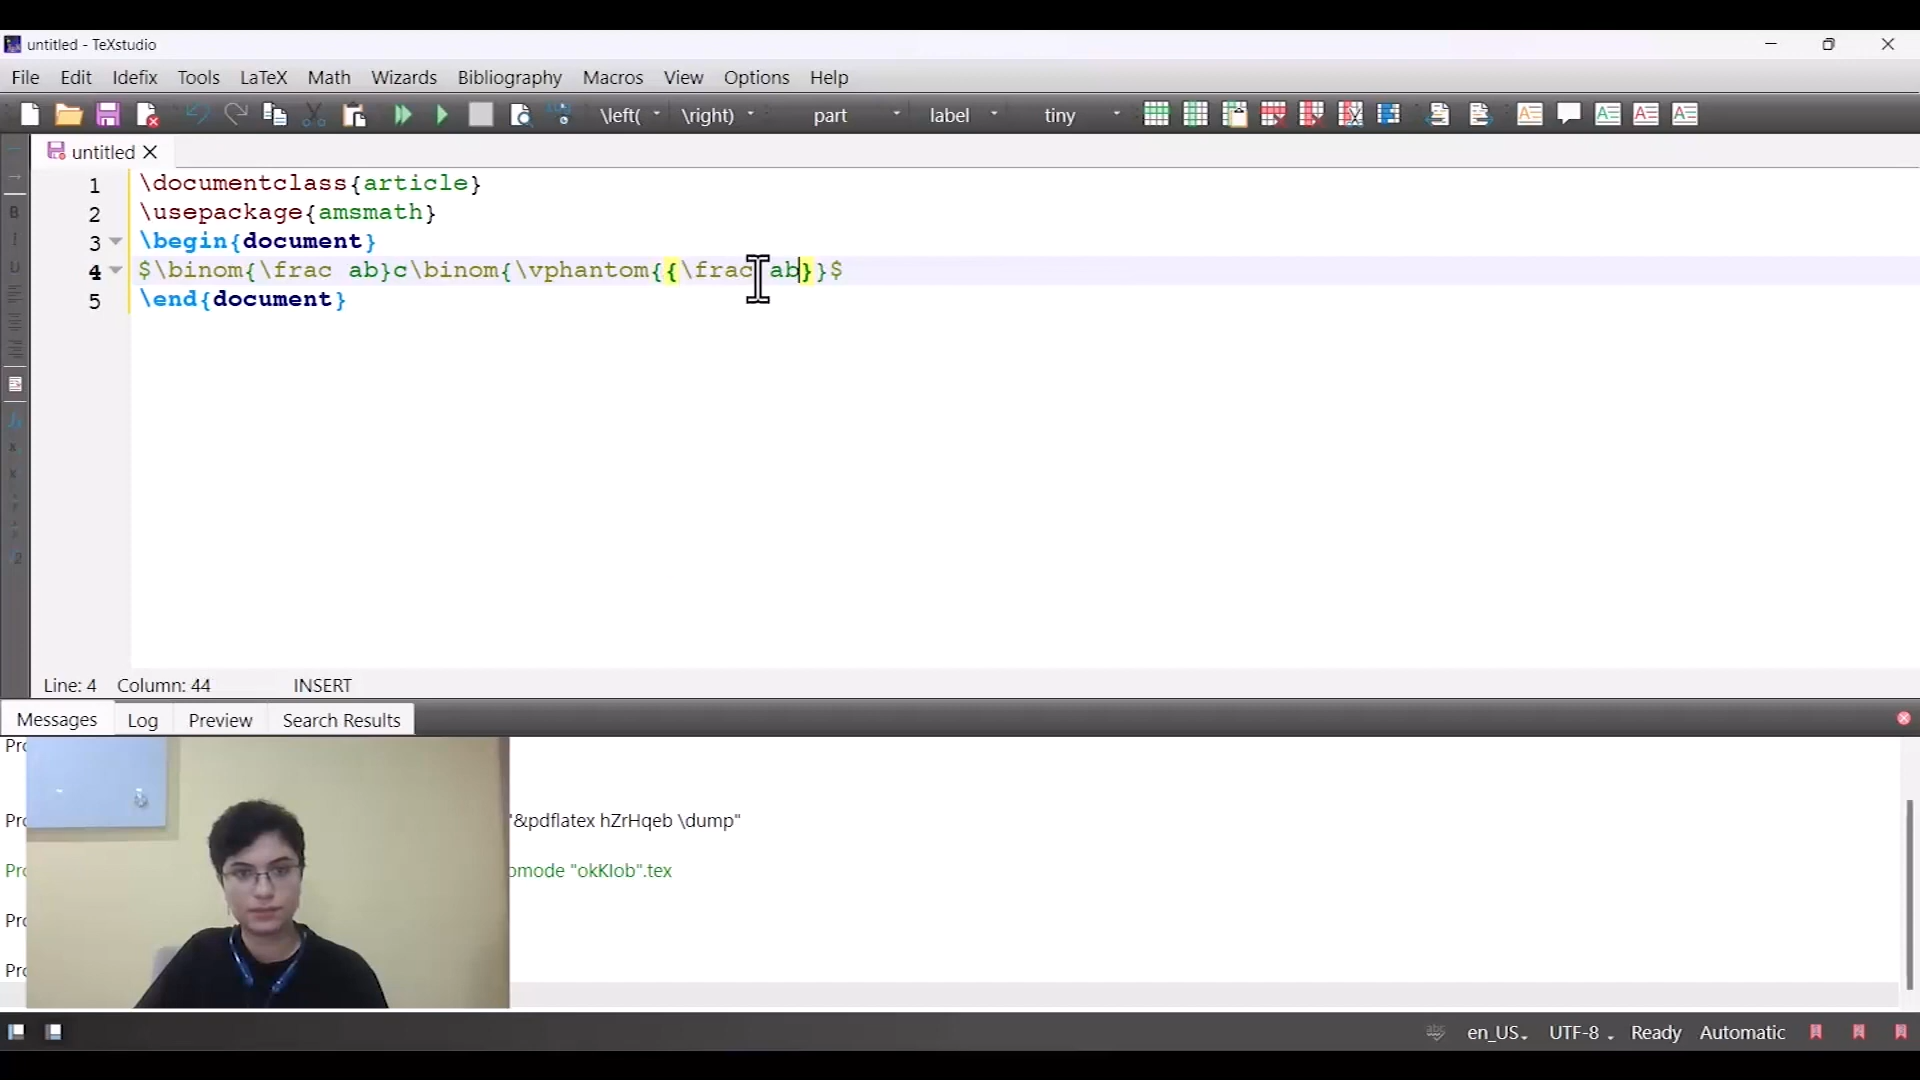 untitled - TeXstudio
File Edit Idefix Tools LaTeX Math Wizards Bibliography Macros View Options Help
\left( \right) part label tiny
untitled
1 \documentclass{article}
2 \usepackage{amsmath}
3 \begin{document}
4 $\binom{\frac ab}c\binom{\vphantom{{\frac ab}}$
5 \end{document}
Line: 4 Column: 44 INSERT
Messages Log Preview Search Results
"&pdflatex hZrHqeb \dump"
"okKIob".tex
en_US UTF-8 Ready Automatic